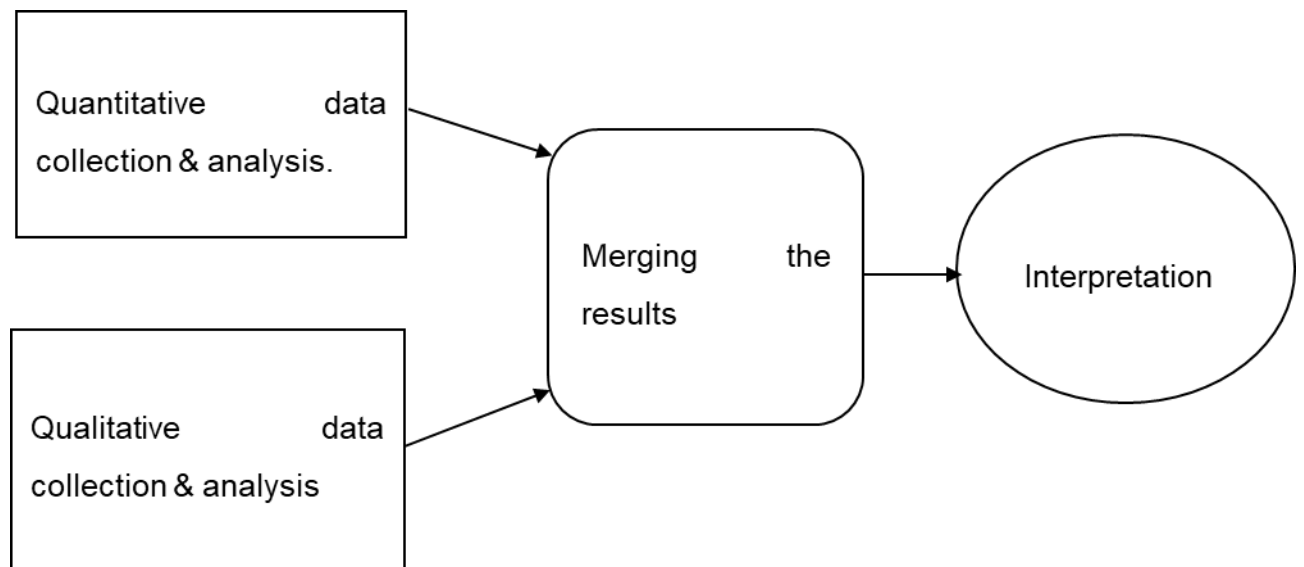 Quantitative data
collection & analysis.
Merging the
results
Interpretation
Qualitative data
collection & analysis